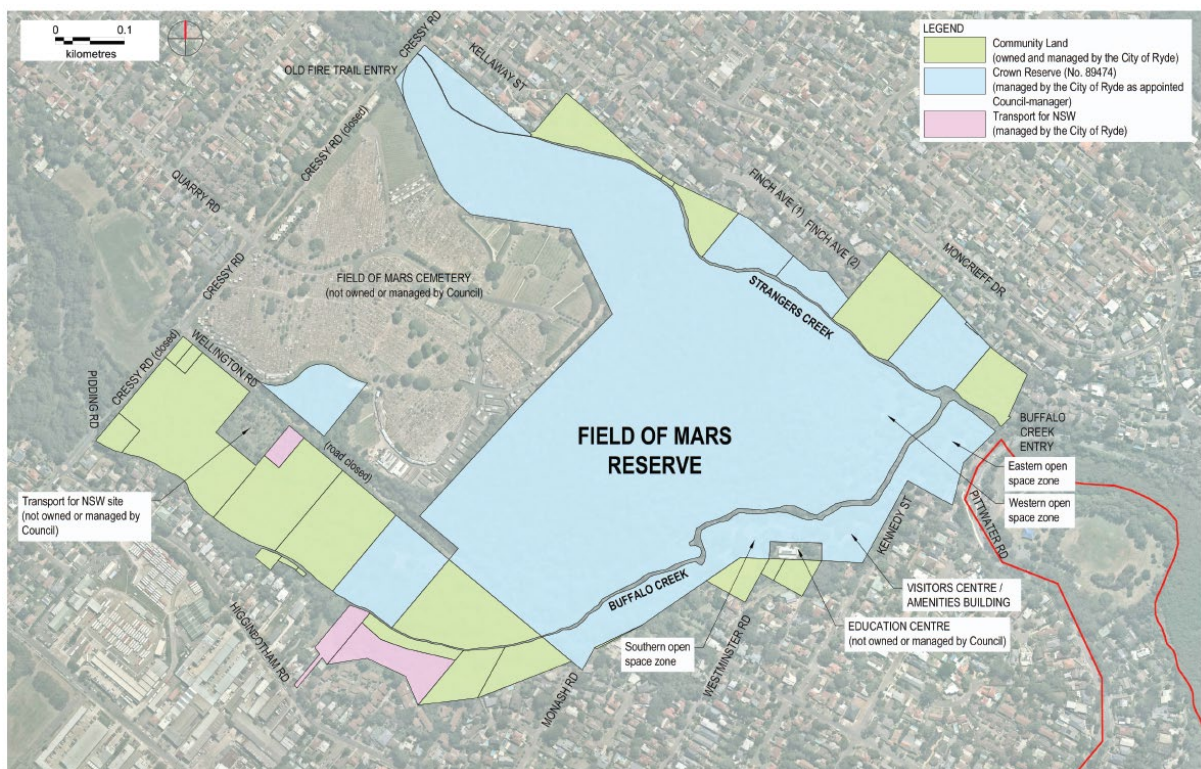 0
0.1
kilometres
LEGEND
Community Land
(owned and managed by the City of Ryde)
Crown Reserve (No. 89474)
(managed by the City of Ryde as appointed
Council-manager)
Transport for NSW
(managed by the City of Ryde)
CRESSY RD
KELLAWAY ST
OLD FIRE TRAIL ENTRY
CRESSY RD (closed)
QUARRY RD
FINCH AVE (1)
FINCH AVE (2)
MONCRIEFF DR
CRESSY RD
FIELD OF MARS CEMETERY
(not owned or managed by Council)
STRANGERS CREEK
CRESSY RD (closed)
WELLINGTON RD
PIDDING RD
(road closed)
FIELD OF MARS
RESERVE
BUFFALO
CREEK
ENTRY
Eastern open
space zone
Western open
space zone
Transport for NSW site
(not owned or managed by
Council)
KENNEDY ST
PITTWATER RD
BUFFALO CREEK
VISITORS CENTRE /
AMENITIES BUILDING
EDUCATION CENTRE
(not owned or managed by Council)
Southern open
space zone
HIGGINBOTHAM RD
MONASH RD
WESTMINSTER RD